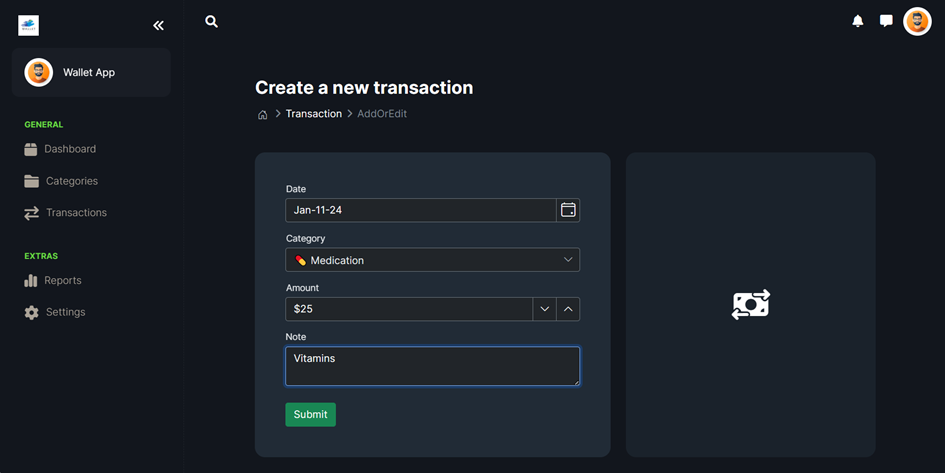 Wallet App
GENERAL
Dashboard
Categories
Transactions
EXTRAS
Reports
Settings
Create a new transaction
Transaction
AddOrEdit
Date
Jan-11-24
Category
Medication
Amount
$25
Note
Vitamins
Submit